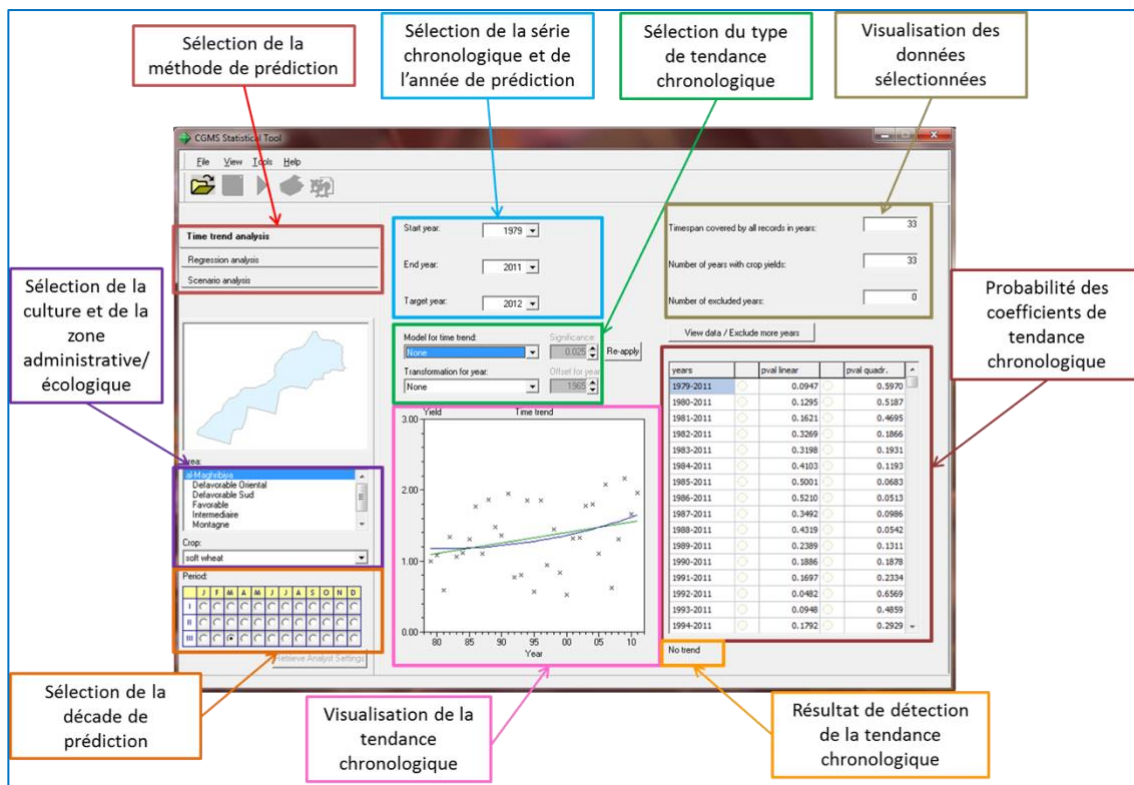 Sélection de la
méthode de prédiction
Sélection de la série
chronologique et de
l'année de prédiction
Sélection du type
de tendance
chronologique
Visualisation des
données
sélectionnées
CGMS Statistical Tool
File View Tools Help
Time trend analysis
Regression analysis
Scenario analysis
Start year: 1979
End year: 2011
Target year: 2012
Timespan covered by all records in years: 33
Number of years with crop yields: 33
Number of excluded years: 0
Sélection de la
culture et de la
zone
administrative/
écologique
Probabilité des
coefficients de
tendance
chronologique
Model for time trend: Significance:
None 0.025 Re-apply
Transformation for year: Offset for year
None 1965
View data / Exclude more years
years pval linear pval quadr.
1979-2011 0.0947 0.5970
1980-2011 0.1295 0.5187
1981-2011 0.1621 0.4695
1982-2011 0.3269 0.1866
1983-2011 0.3198 0.1931
1984-2011 0.4103 0.1193
1985-2011 0.5001 0.0683
1986-2011 0.5210 0.0513
1987-2011 0.3492 0.0986
1988-2011 0.4319 0.0542
1989-2011 0.2389 0.1311
1990-2011 0.1886 0.1878
1991-2011 0.1697 0.2334
1992-2011 0.0482 0.6569
1993-2011 0.0948 0.4859
1994-2011 0.1792 0.2929
No trend
Area:
al-Maghribiya
Defavorable Oriental
Defavorable Sud
Favorable
Intermediaire
Montagne
Crop:
soft wheat
Period:
J F M A M J J A S O N D
I
II
III
Retrieve Analyst Settings
Yield Time trend
3.00
2.00
1.00
0.00
80 85 90 95 00 05 10
Year
Sélection de la
décade de
prédiction
Visualisation de la
tendance
chronologique
Résultat de détection
de la tendance
chronologique